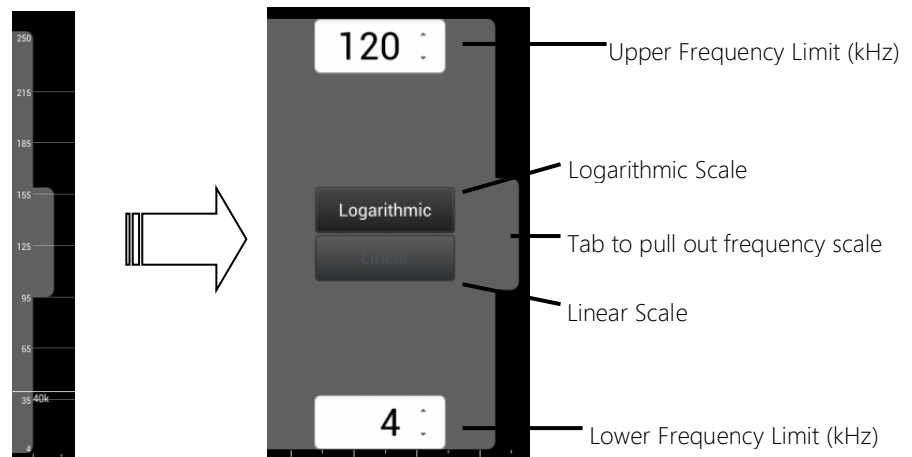 250
215
185
155
125
95
65
35 40k
4
120
Upper Frequency Limit (kHz)
Logarithmic Scale
Logarithmic
Tab to pull out frequency scale
Linear
Linear Scale
4
Lower Frequency Limit (kHz)